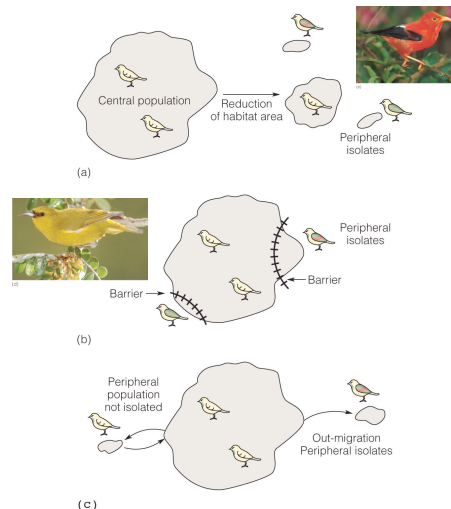 Central population
Reduction
of habitat area
Peripheral
isolates
(a)
Peripheral
isolates
Barrier
Barrier
(b)
Peripheral
population
not isolated
Out-migration
Peripheral isolates
(c)